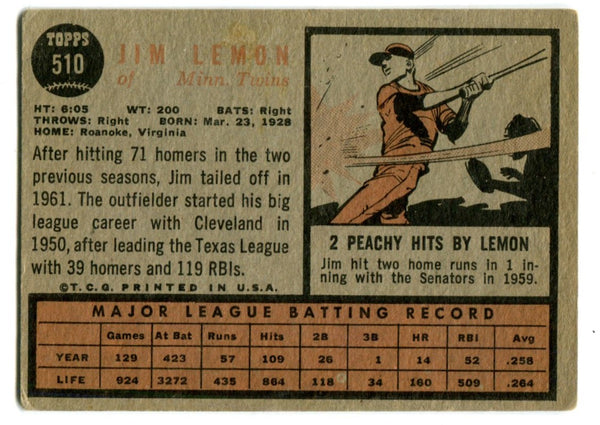 TOPPS
510
JIM LEMON
of Minn. Twins
HT: 6:05 WT: 200 BATS: Right
THROWS: Right BORN: Mar. 23, 1928
HOME: Roanoke, Virginia
After hitting 71 homers in the two
previous seasons, Jim tailed off in
1961. The outfielder started his big
league career with Cleveland in
1950, after leading the Texas League
with 39 homers and 119 RBIs.
©T.C.G. PRINTED IN U.S.A.
2 PEACHY HITS BY LEMON
Jim hit two home runs in 1 in-
ning with the Senators in 1959.
MAJOR LEAGUE BATTING RECORD
Games At Bat Runs Hits 2B 3B HR RBI Avg
YEAR 129 423 57 109 26 1 14 52 .258
LIFE 924 3272 435 864 118 34 160 509 .264